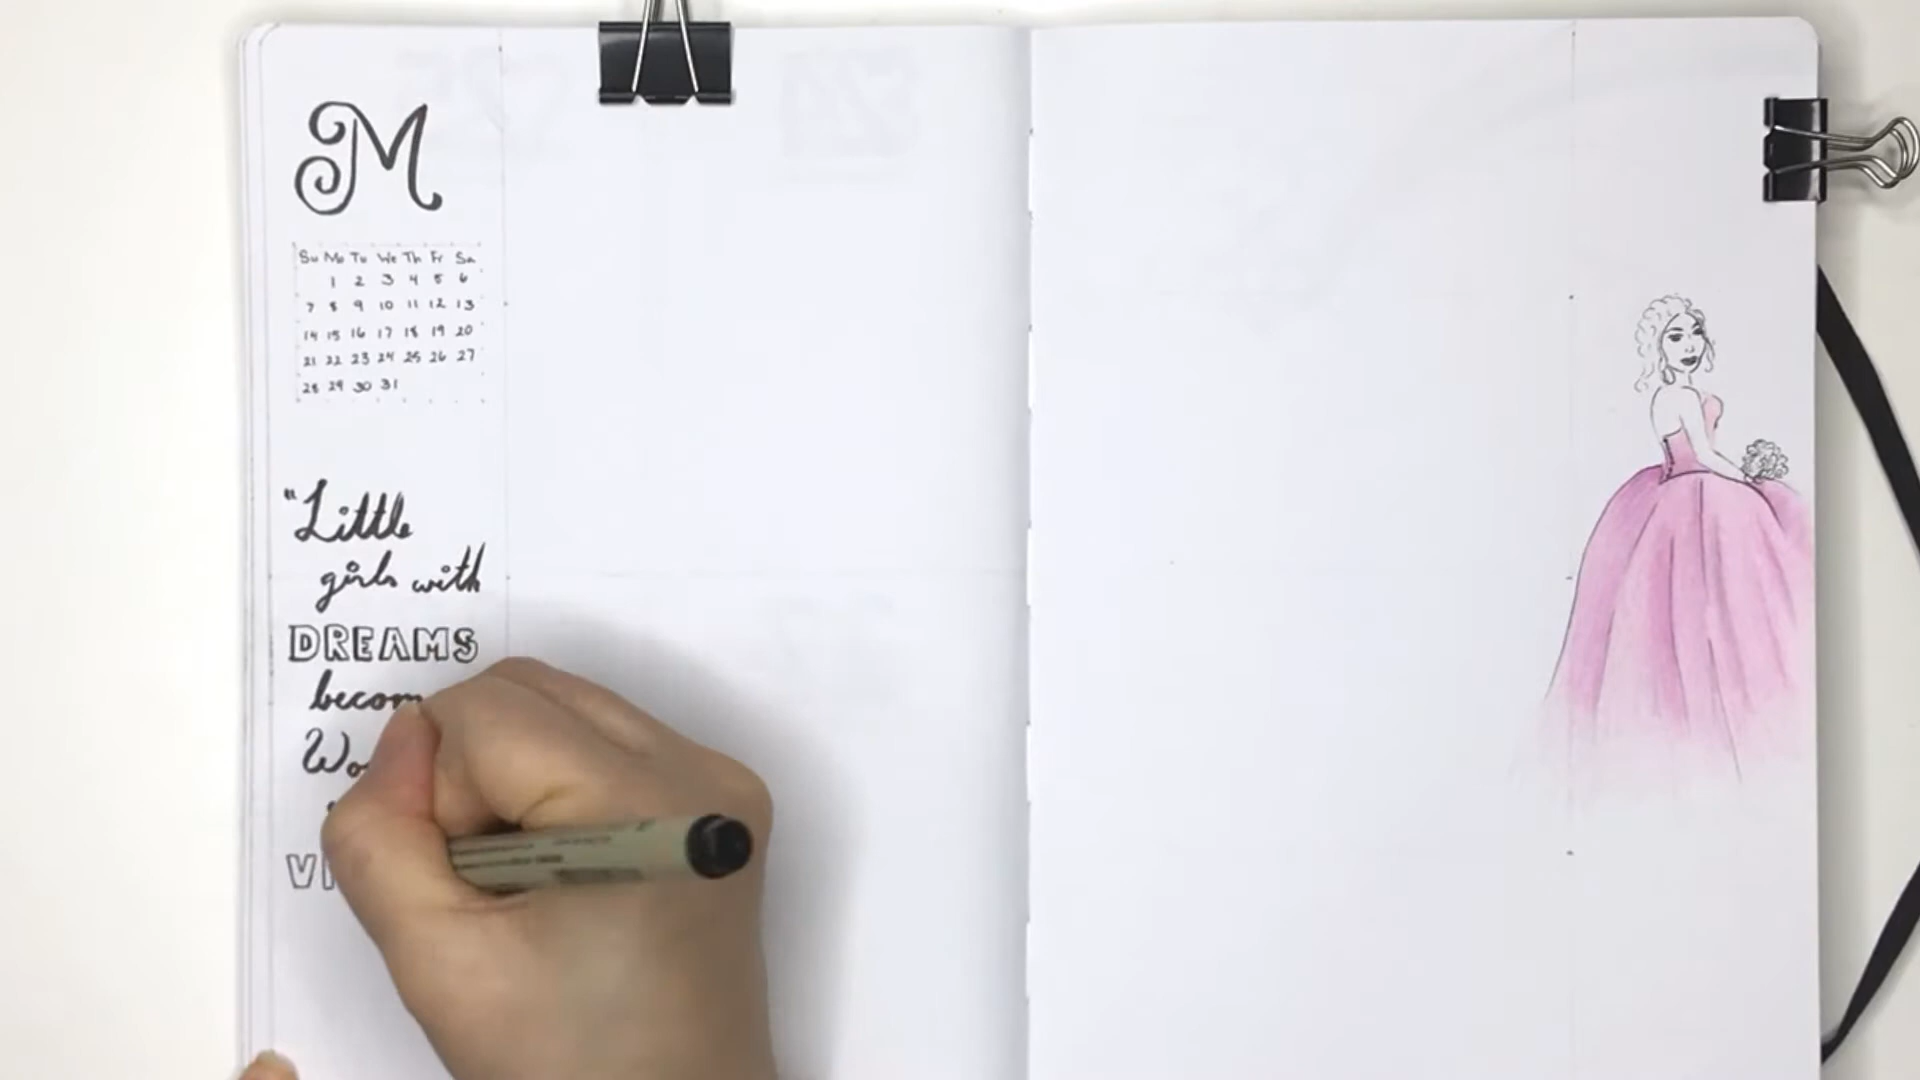 M
Su Mo Tu We Th Fr Sa
1 2 3 4 5 6
7 8 9 10 11 12 13
14 15 16 17 18 19 20
21 22 23 24 25 26 27
28 29 30 31
"Little
girls with
DREAMS